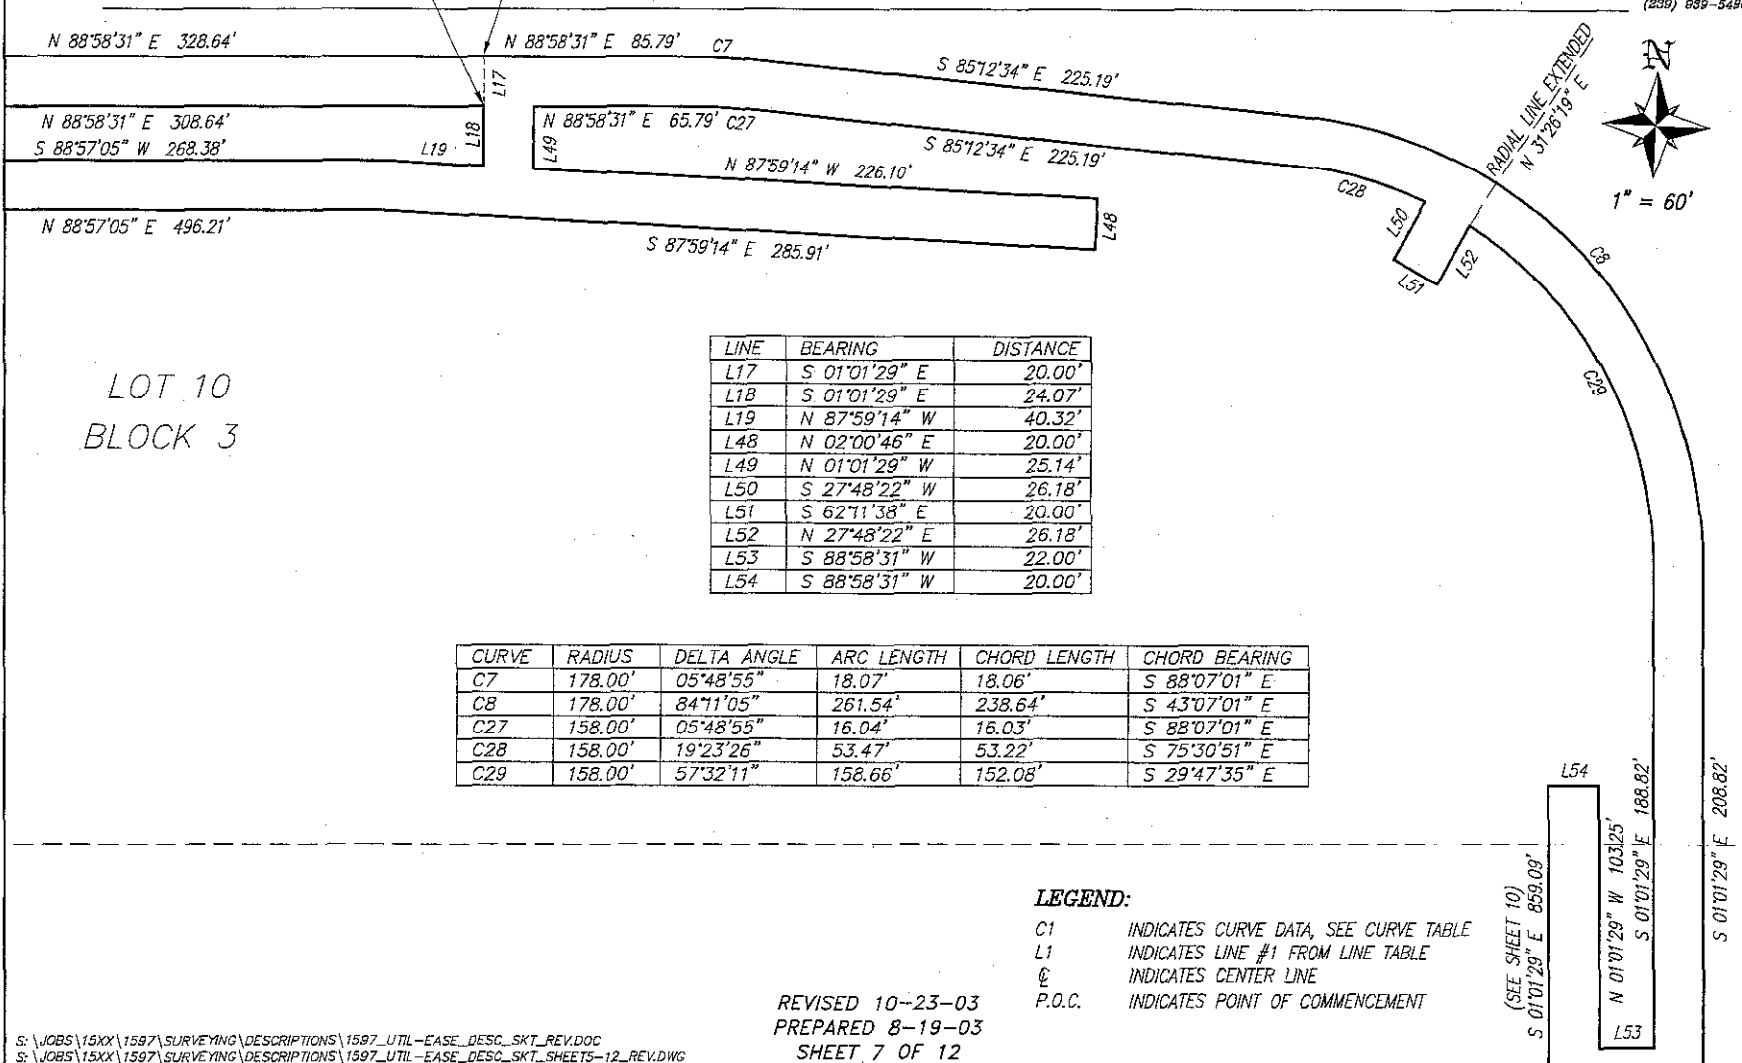 (239) 939-549
N 88°58'31" E 328.64'
N 88°58'31" E 85.79' C7
S 85°12'34" E 225.19'
RADIAL LINE EXTENDED
N 31°26'19" E
N
1" = 60'
L17
N 88°58'31" E 308.64'
S 88°57'05" W 268.38'
L19
L18
L49
N 88°58'31" E 65.79' C27
S 85°12'34" E 225.19'
N 87°59'14" W 226.10'
C28
L50
L51
L52
C8
L48
N 88°57'05" E 496.21'
S 87°59'14" E 285.91'
C29
LOT 10
BLOCK 3
LINE BEARING DISTANCE
L17 S 01°01'29" E 20.00'
L18 S 01°01'29" E 24.07'
L19 N 87°59'14" W 40.32'
L48 N 02°00'46" E 20.00'
L49 N 01°01'29" W 25.14'
L50 S 27°48'22" W 26.18'
L51 S 62°11'38" E 20.00'
L52 N 27°48'22" E 26.18'
L53 S 88°58'31" W 22.00'
L54 S 88°58'31" W 20.00'
CURVE RADIUS DELTA ANGLE ARC LENGTH CHORD LENGTH CHORD BEARING
C7 178.00' 05°48'55" 18.07' 18.06' S 88°07'01" E
C8 178.00' 84°11'05" 261.54' 238.64' S 43°07'01" E
C27 158.00' 05°48'55" 16.04' 16.03' S 88°07'01" E
C28 158.00' 19°23'26" 53.47' 53.22' S 75°30'51" E
C29 158.00' 57°32'11" 158.66' 152.08' S 29°47'35" E
L54
(SEE SHEET 10)
S 01°01'29" E 859.09'
N 01°01'29" W 103.25'
S 01°01'29" E 188.82'
S 01°01'29" E 208.82'
L53
LEGEND:
C1 INDICATES CURVE DATA, SEE CURVE TABLE
L1 INDICATES LINE #1 FROM LINE TABLE
℄ INDICATES CENTER LINE
P.O.C. INDICATES POINT OF COMMENCEMENT
REVISED 10-23-03
PREPARED 8-19-03
SHEET 7 OF 12
S:\JOBS\15XX\1597\SURVEYING\DESCRIPTIONS\1597_UTIL-EASE_DESC_SKT_REV.DOC
S:\JOBS\15XX\1597\SURVEYING\DESCRIPTIONS\1597_UTIL-EASE_DESC_SKT_SHEET5-12_REV.DWG